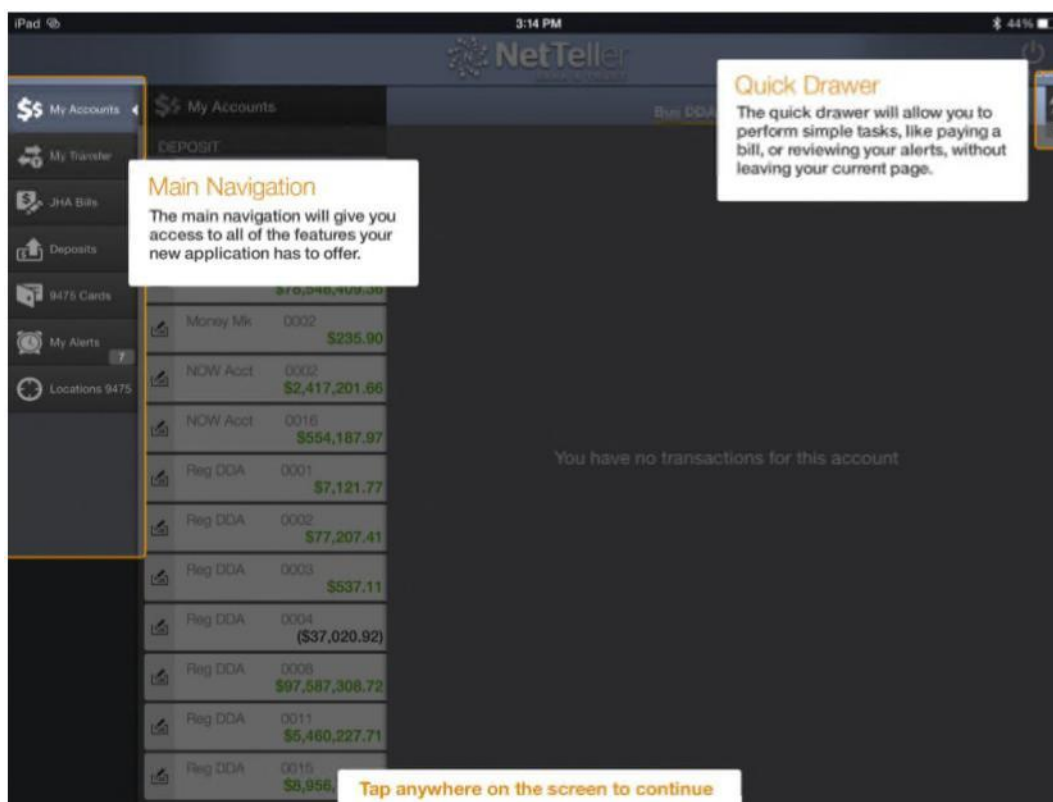 iPad
3:14 PM
44%
NetTeller
My Accounts
My Transfer
JHA Bills
Deposits
9475 Cards
My Alerts
7
Locations 9475
My Accounts
DEPOSIT
Main Navigation
The main navigation will give you
access to all of the features your
new application has to offer.
Money Mk 0002
$235.90
NOW Acct 0002
$2,417,201.66
NOW Acct 0016
$554,187.97
Reg DDA 0001
$7,121.77
Reg DDA 0002
$77,207.41
Reg DDA 0003
$537.11
Reg DDA 0004
($37,020.92)
Reg DDA 0008
$97,587,308.72
Reg DDA 0011
$5,460,227.71
Reg DDA 0015
$8,956,
Bus DDA
Quick Drawer
The quick drawer will allow you to
perform simple tasks, like paying a
bill, or reviewing your alerts, without
leaving your current page.
You have no transactions for this account
Tap anywhere on the screen to continue